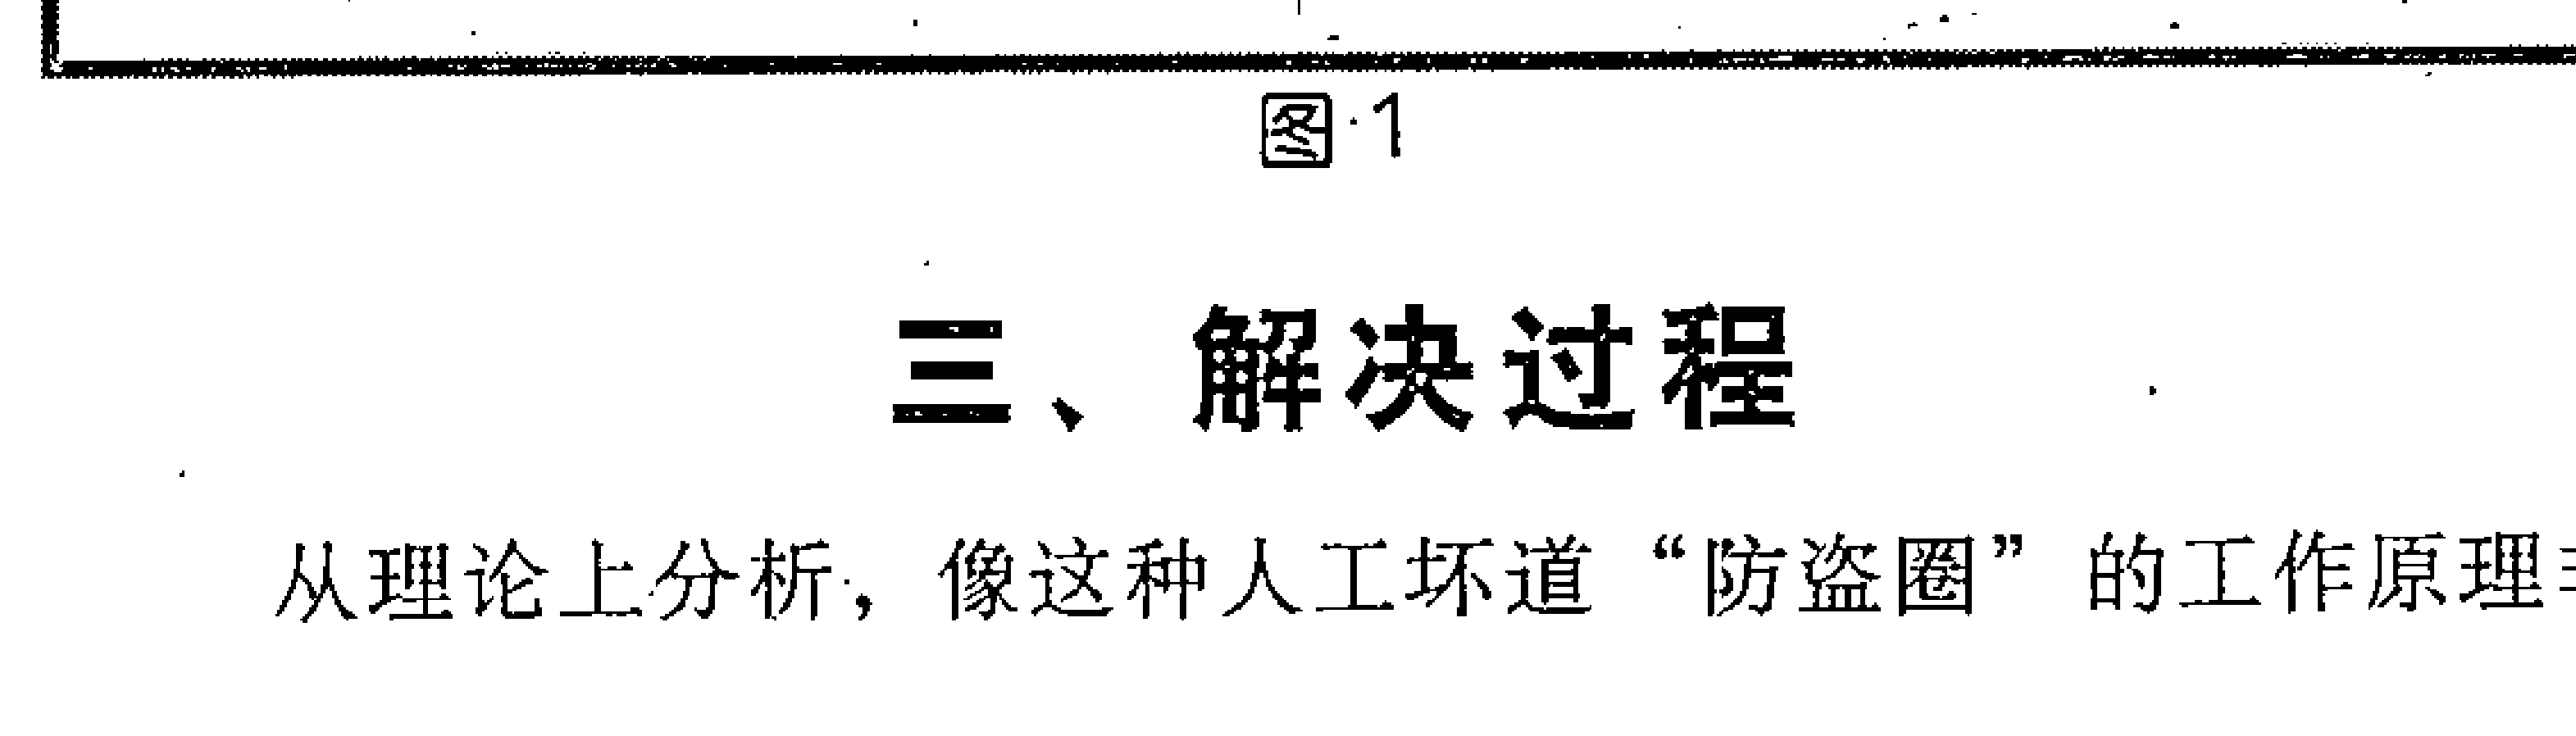 图1
三、解决过程
从理论上分析，像这种人工坏道“防盗圈”的工作原理